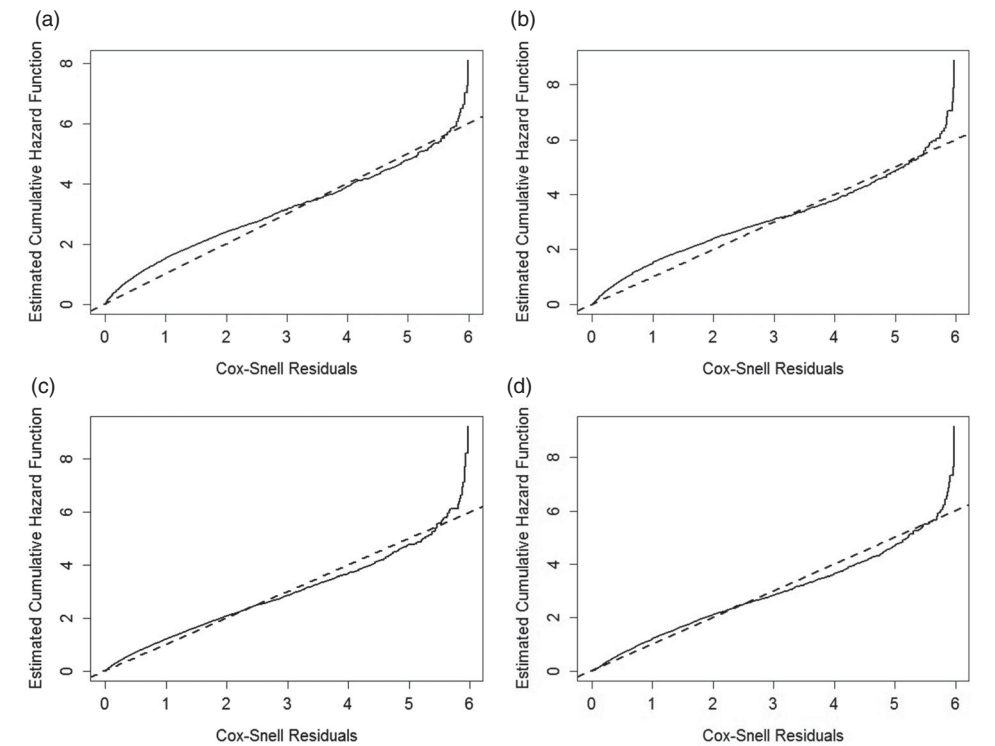 (a)
(b)
Estimated Cumulative Hazard Function
8
6
4
2
0
0 1 2 3 4 5 6
Cox-Snell Residuals
Estimated Cumulative Hazard Function
8
6
4
2
0
0 1 2 3 4 5 6
Cox-Snell Residuals
(c)
(d)
Estimated Cumulative Hazard Function
8
6
4
2
0
0 1 2 3 4 5 6
Cox-Snell Residuals
Estimated Cumulative Hazard Function
8
6
4
2
0
0 1 2 3 4 5 6
Cox-Snell Residuals